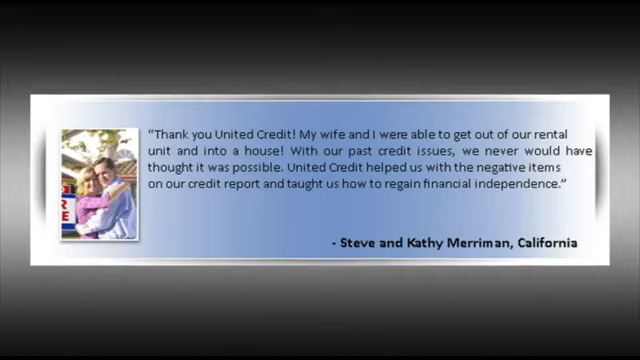 “Thank you United Credit! My wife and I were able to get out of our rental
unit and into a house! With our past credit issues, we never would have
thought it was possible. United Credit helped us with the negative items
on our credit report and taught us how to regain financial independence.”
R
E
- Steve and Kathy Merriman, California